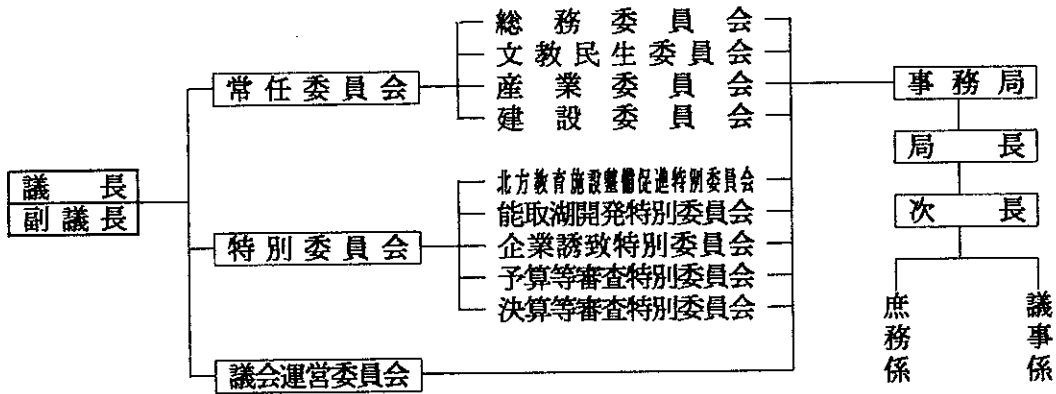 議長
副議長
常任委員会
総務委員会
文教民生委員会
産業委員会
建設委員会
特別委員会
北方教育施設整備促進特別委員会
能取湖開発特別委員会
企業誘致特別委員会
予算等審査特別委員会
決算等審査特別委員会
議会運営委員会
事務局
局長
次長
庶務係
議事係